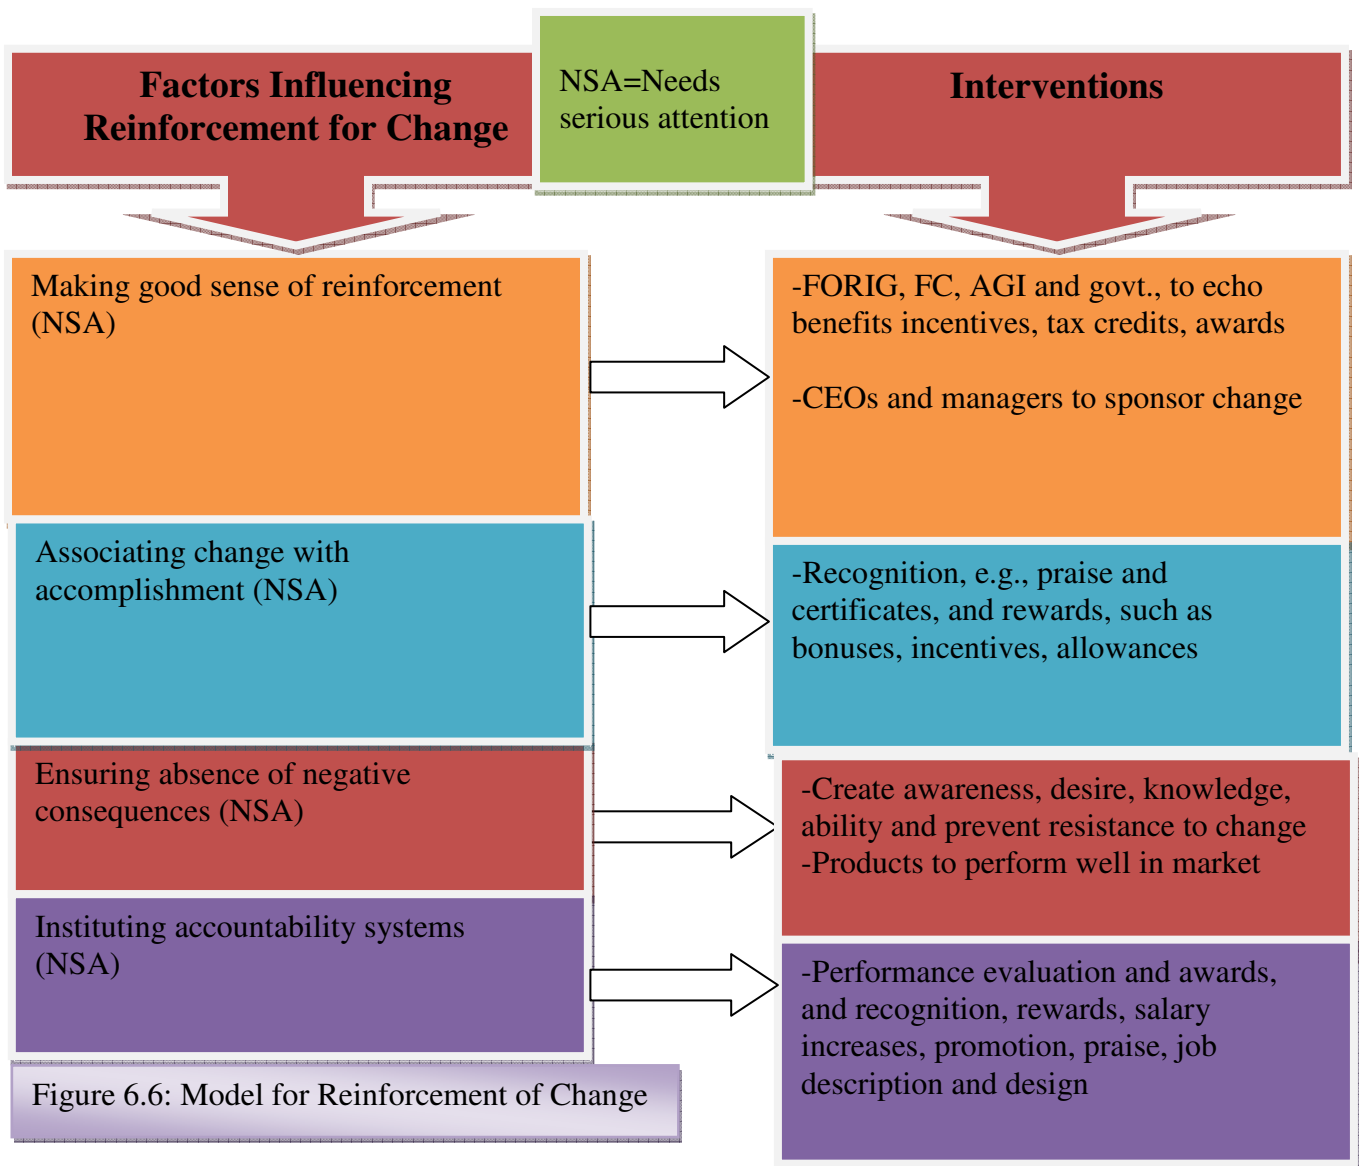 Factors Influencing
Reinforcement for Change
NSA=Needs
serious attention
Interventions
Making good sense of reinforcement
(NSA)
-FORIG, FC, AGI and govt., to echo
benefits incentives, tax credits, awards
-CEOs and managers to sponsor change
Associating change with
accomplishment (NSA)
-Recognition, e.g., praise and
certificates, and rewards, such as
bonuses, incentives, allowances
Ensuring absence of negative
consequences (NSA)
-Create awareness, desire, knowledge,
ability and prevent resistance to change
-Products to perform well in market
Instituting accountability systems
(NSA)
-Performance evaluation and awards,
and recognition, rewards, salary
increases, promotion, praise, job
description and design
Figure 6.6: Model for Reinforcement of Change